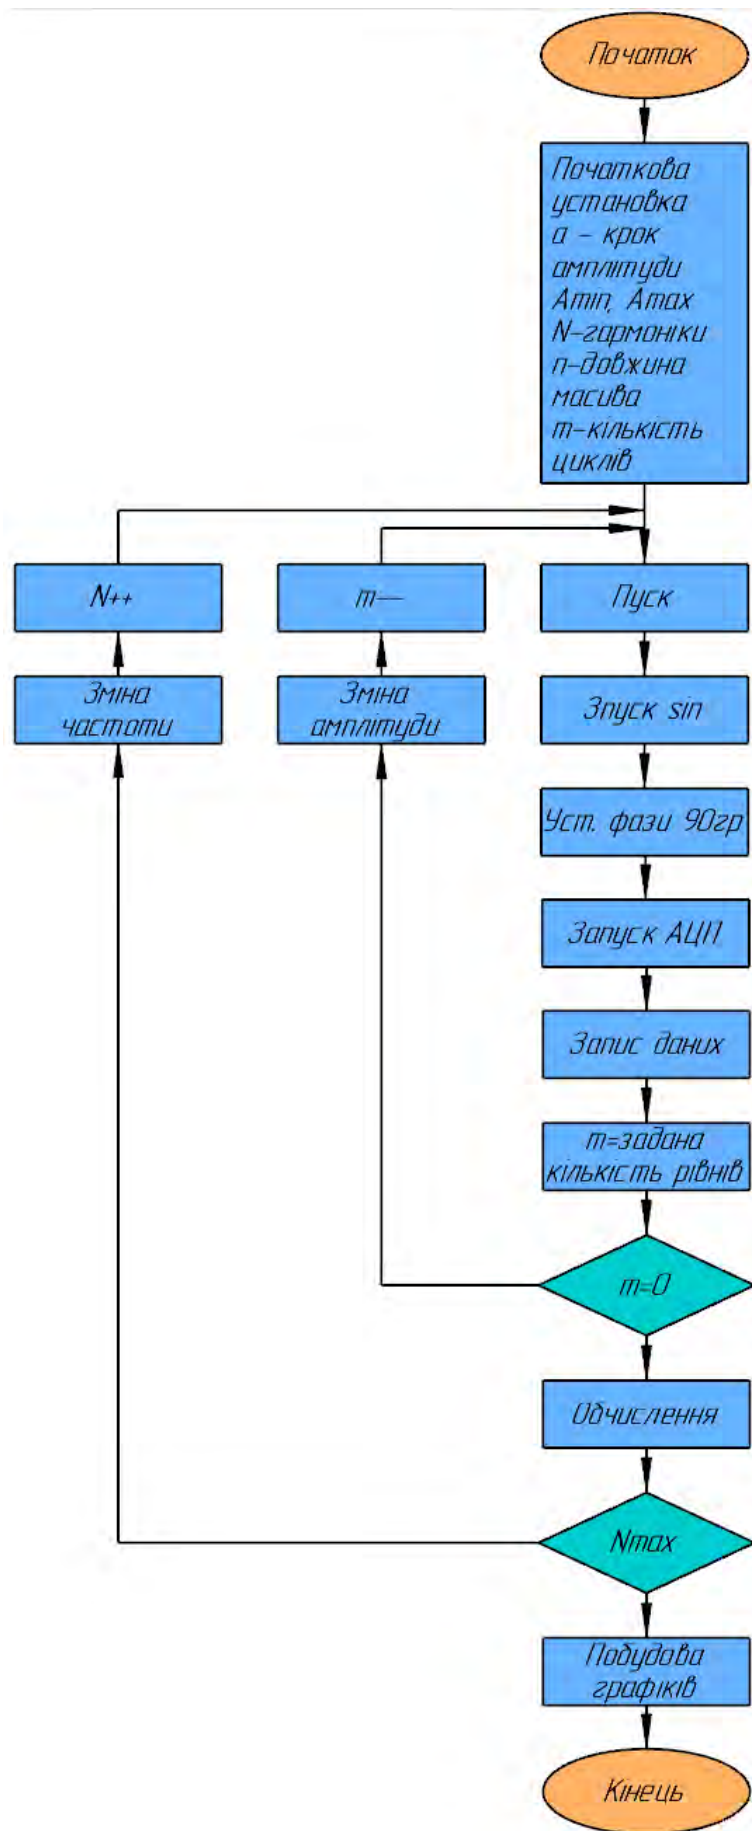 Початок
Початкова
установка
а - крок
амплітуди
Amin, Amax
N-гармоніки
n-довжина
масива
m-кількість
циклів
N++
m--
Пуск
Зміна
частоти
Зміна
амплітуди
Зпуск sin
Уст. фази 90гр
Запуск АЦП
Запис даних
m=задана
кількість рівнів
m=0
Обчислення
Nmax
Побудова
графіків
Кінець